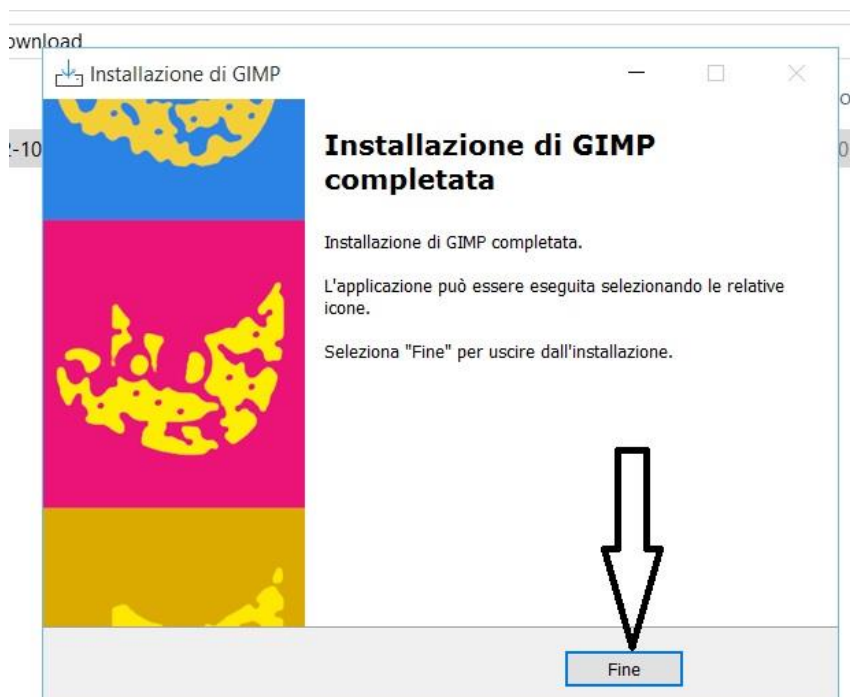 ownload
Installazione di GIMP
-10
Installazione di GIMP
completata
Installazione di GIMP completata.
L'applicazione può essere eseguita selezionando le relative
icone.
Seleziona "Fine" per uscire dall'installazione.
Fine